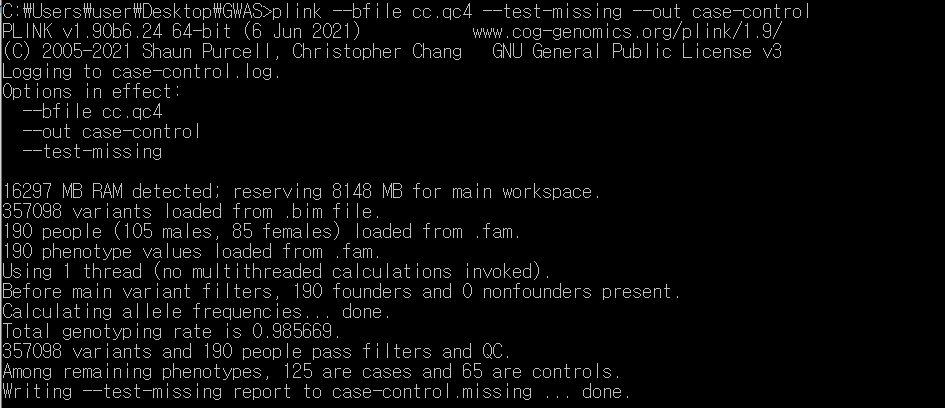 C:₩Users₩user₩Desktop₩GWAS>plink --bfile cc.qc4 --test-missing --out case-control
PLINK v1.90b6.24 64-bit (6 Jun 2021)           www.cog-genomics.org/plink/1.9/
(C) 2005-2021 Shaun Purcell, Christopher Chang   GNU General Public License v3
Logging to case-control.log.
Options in effect:
  --bfile cc.qc4
  --out case-control
  --test-missing

16297 MB RAM detected; reserving 8148 MB for main workspace.
357098 variants loaded from .bim file.
190 people (105 males, 85 females) loaded from .fam.
190 phenotype values loaded from .fam.
Using 1 thread (no multithreaded calculations invoked).
Before main variant filters, 190 founders and 0 nonfounders present.
Calculating allele frequencies... done.
Total genotyping rate is 0.985669.
357098 variants and 190 people pass filters and QC.
Among remaining phenotypes, 125 are cases and 65 are controls.
Writing --test-missing report to case-control.missing ... done.